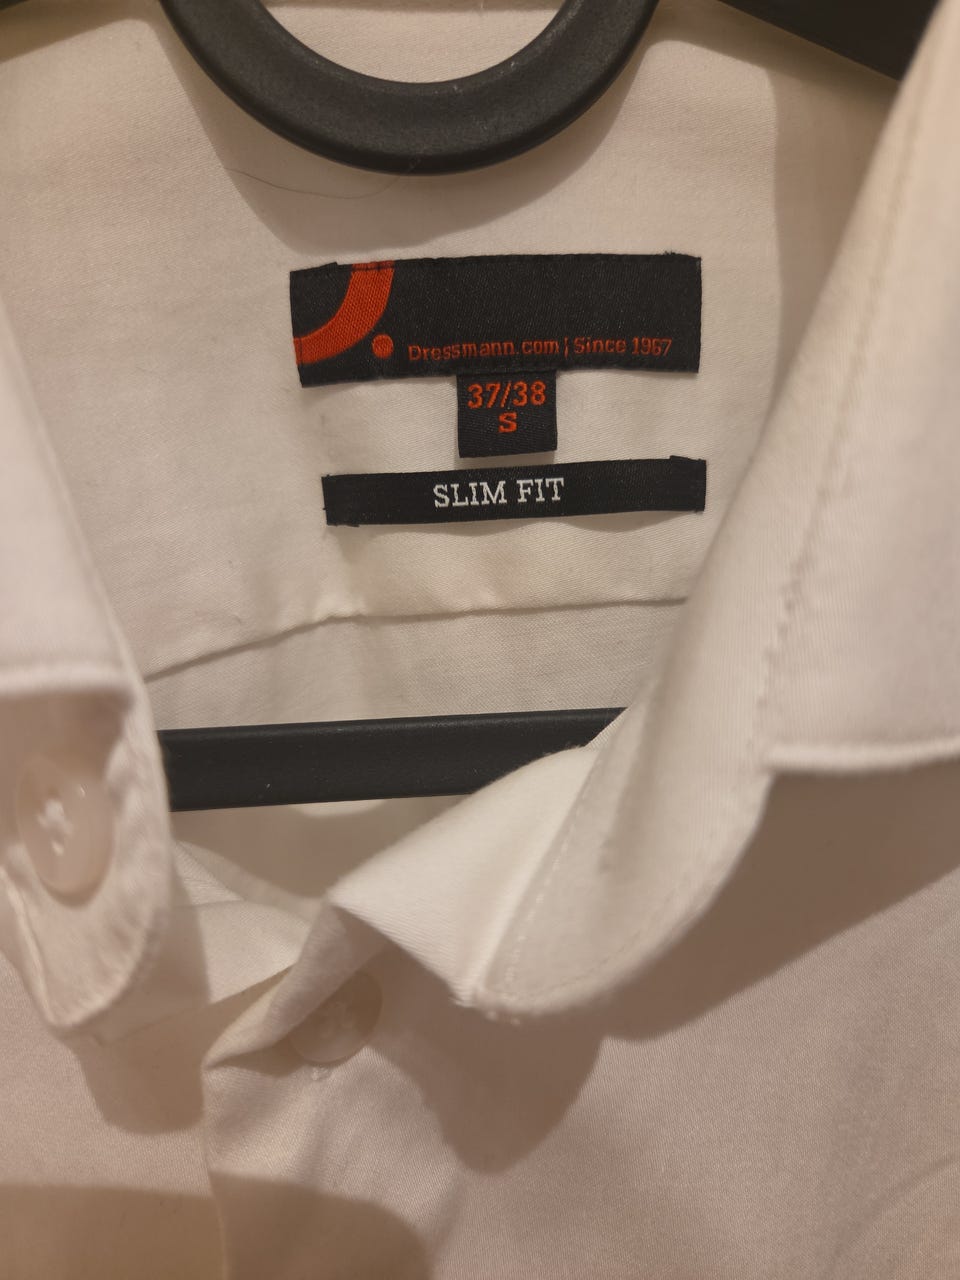 Dressmann.com | Since 1967
37/38
S
SLIM FIT